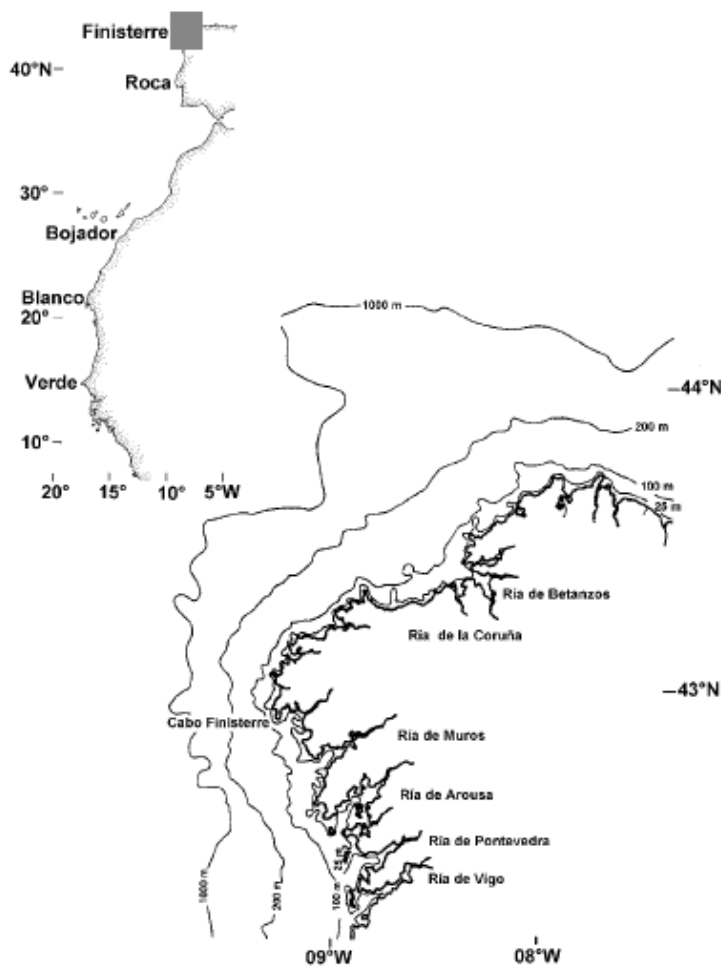 Finisterre
40°N
Roca
30°
Bojador
Blanco
20°
Verde
10°
20° 15° 10° 5°W
1000 m
44°N
200 m
100 m
25 m
Ría de Betanzos
Ría de la Coruña
43°N
Cabo Finisterre
Ría de Muros
Ría de Arousa
Ría de Pontevedra
25 m
Ría de Vigo
1000 m
200 m
100 m
09°W
08°W